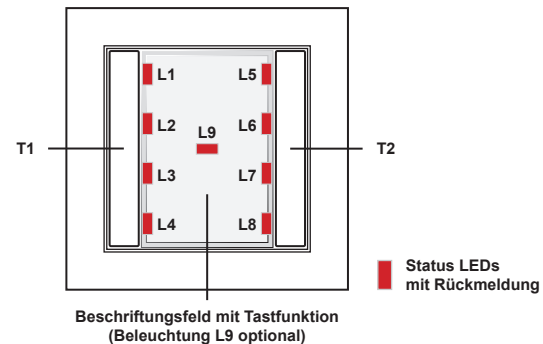 L1 L5
L2 L6
L9
T1 T2
L3 L7
L4 L8
Status LEDs
mit Rückmeldung
Beschriftungsfeld mit Tastfunktion
(Beleuchtung L9 optional)